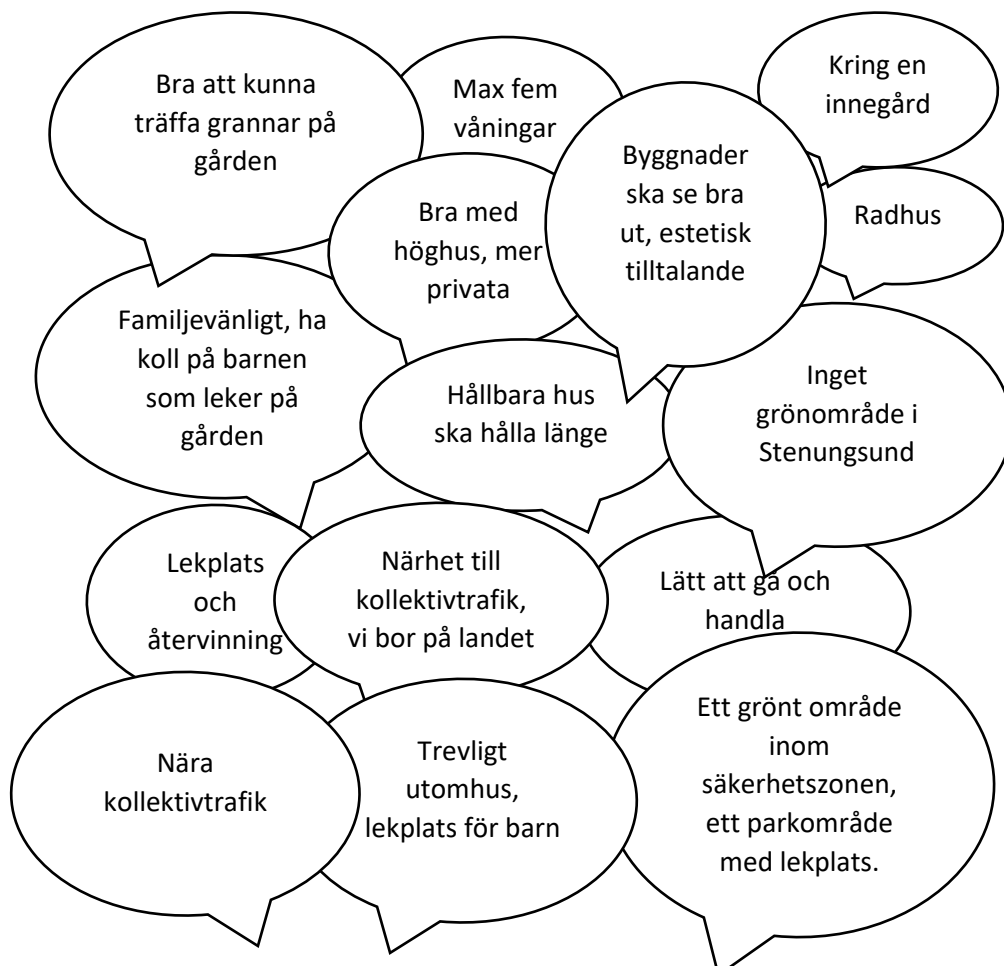 Bra att kunna
träffa grannar på
gården
Max fem
våningar
Kring en
innegård
Byggnader
ska se bra
ut, estetisk
tilltalande
Bra med
höghus, mer
privata
Radhus
Familjevänligt, ha
koll på barnen
som leker på
gården
Hållbara hus
ska hålla länge
Inget
grönområde i
Stenungsund
Lekplats
och
återvinning
Närhet till
kollektivtrafik,
vi bor på landet
Lätt att gå och
handla
Nära
kollektivtrafik
Trevligt
utomhus,
lekplats för barn
Ett grönt område
inom
säkerhetszonen,
ett parkområde
med lekplats.